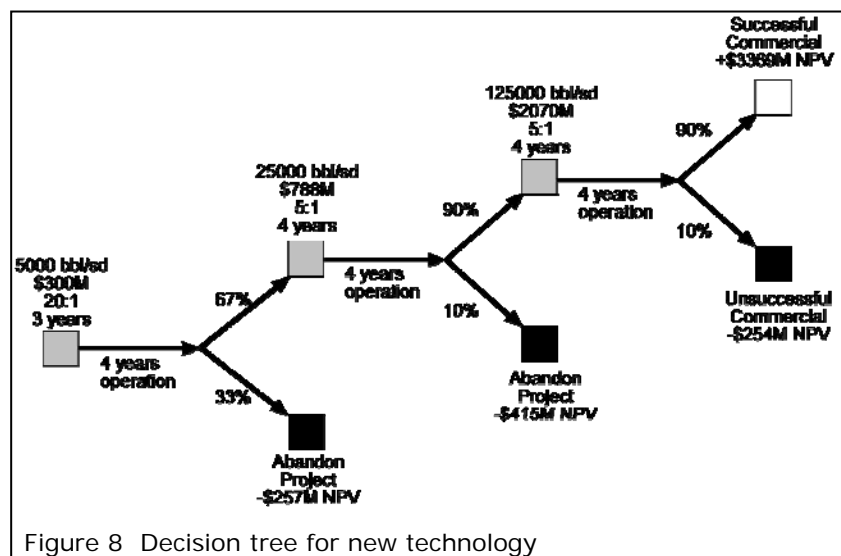 Successful
Commercial
+$3389M NPV
90%
125000 bbl/sd
$2070M
5:1
4 years
4 years
operation
10%
Unsuccessful
Commercial
-$254M NPV
25000 bbl/sd
$788M
5:1
4 years
90%
4 years
operation
10%
Abandon
Project
-$415M NPV
5000 bbl/sd
$300M
20:1
3 years
67%
4 years
operation
33%
Abandon
Project
-$257M NPV
Figure 8 Decision tree for new technology